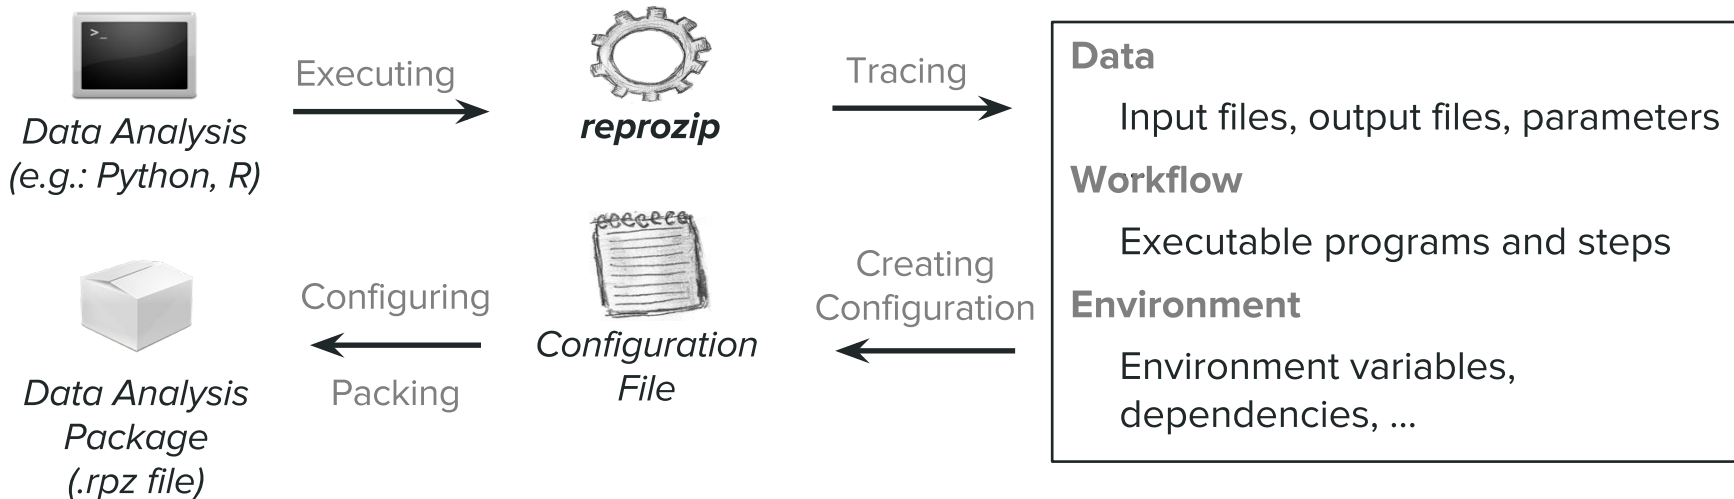 >_
Data Analysis
(e.g.: Python, R)
Executing
reprozip
Tracing
Data
Input files, output files, parameters
Workflow
Executable programs and steps
Environment
Environment variables,
dependencies, ...
Creating
Configuration
Configuration
File
Configuring
Packing
Data Analysis
Package
(.rpz file)